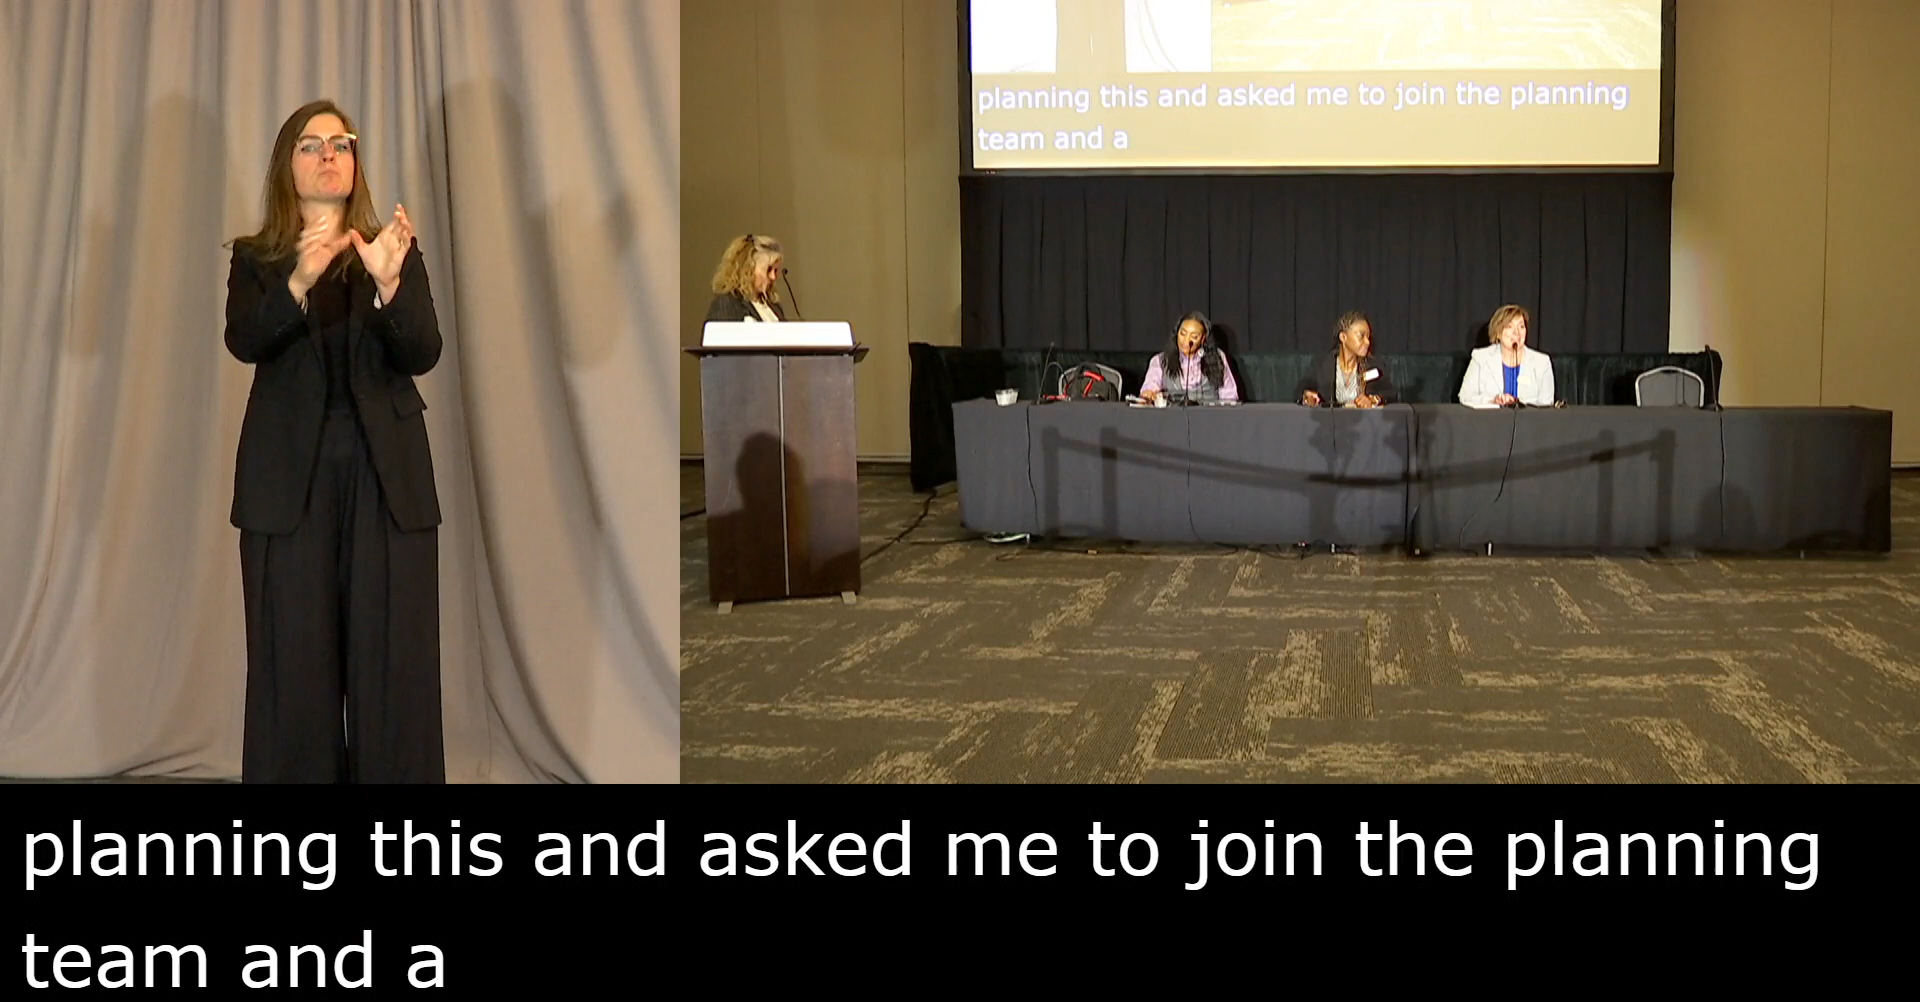 planning this and asked me to join the planning
team and a
planning this and asked me to join the planning
team and a